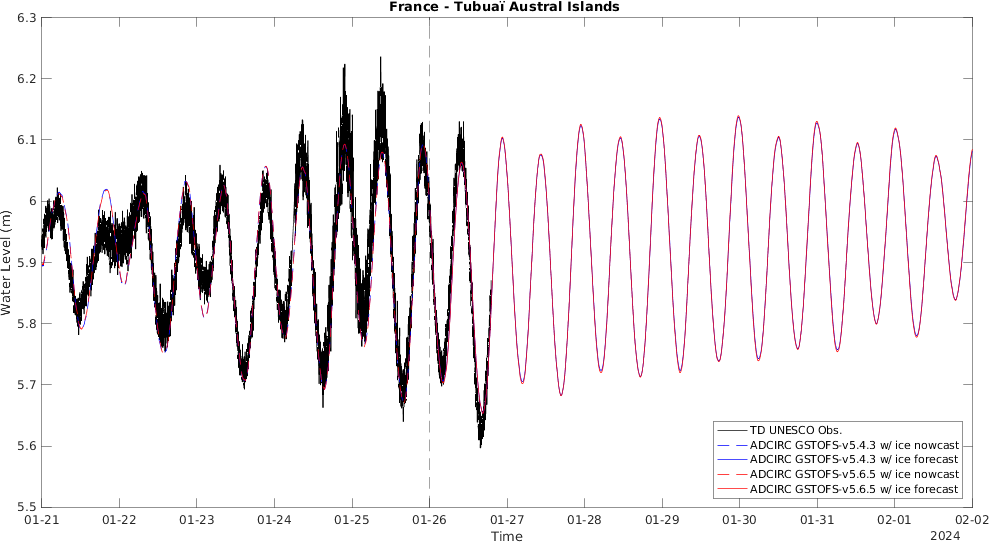 France - Tubuaï Austral Islands
6.3
6.2
6.1
6
5.9
5.8
5.7
5.6
5.5
Water Level (m)
TD UNESCO Obs.
ADCIRC GSTOFS-v5.4.3 w/ ice nowcast
ADCIRC GSTOFS-v5.4.3 w/ ice forecast
ADCIRC GSTOFS-v5.6.5 w/ ice nowcast
ADCIRC GSTOFS-v5.6.5 w/ ice forecast
01-21 01-22 01-23 01-24 01-25 01-26 01-27 01-28 01-29 01-30 01-31 02-01 02-02
Time 2024